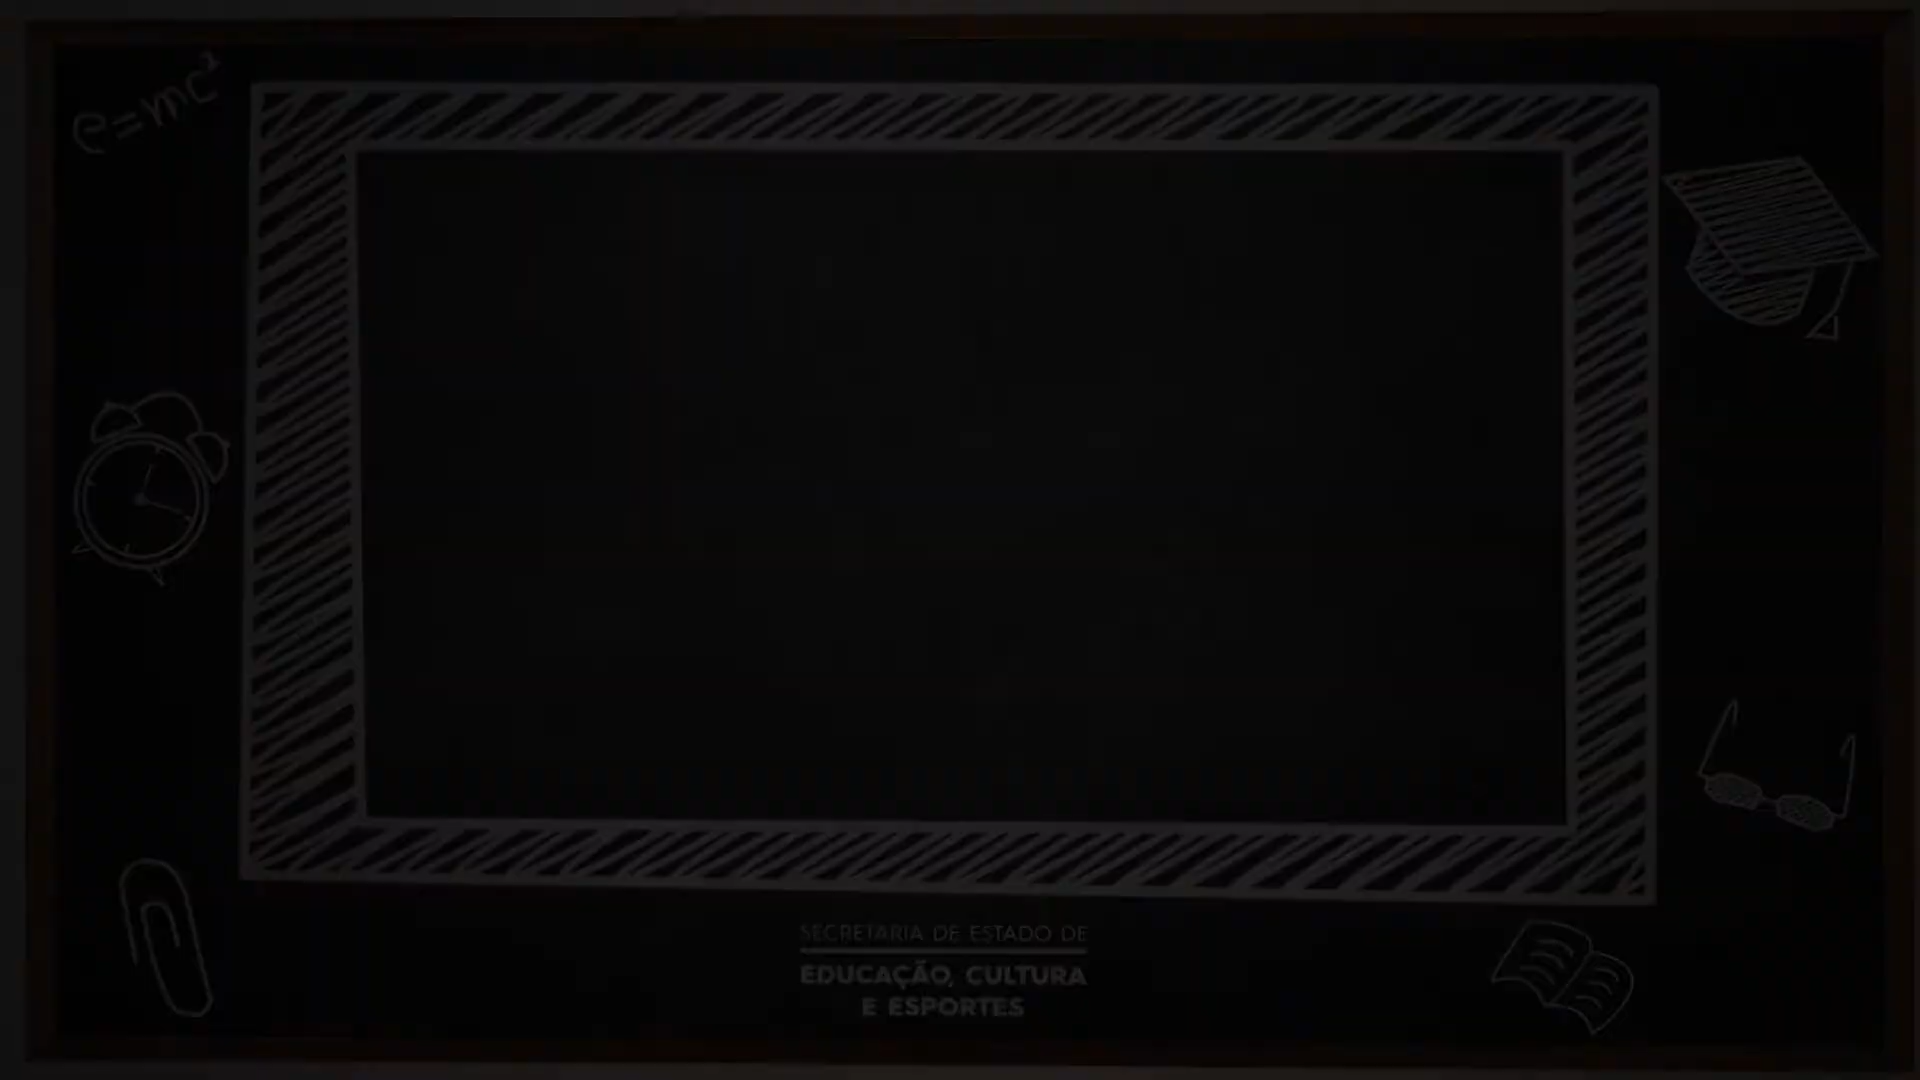 e=mc²
SECRETARIA DE ESTADO DE
EDUCAÇÃO, CULTURA
E ESPORTES